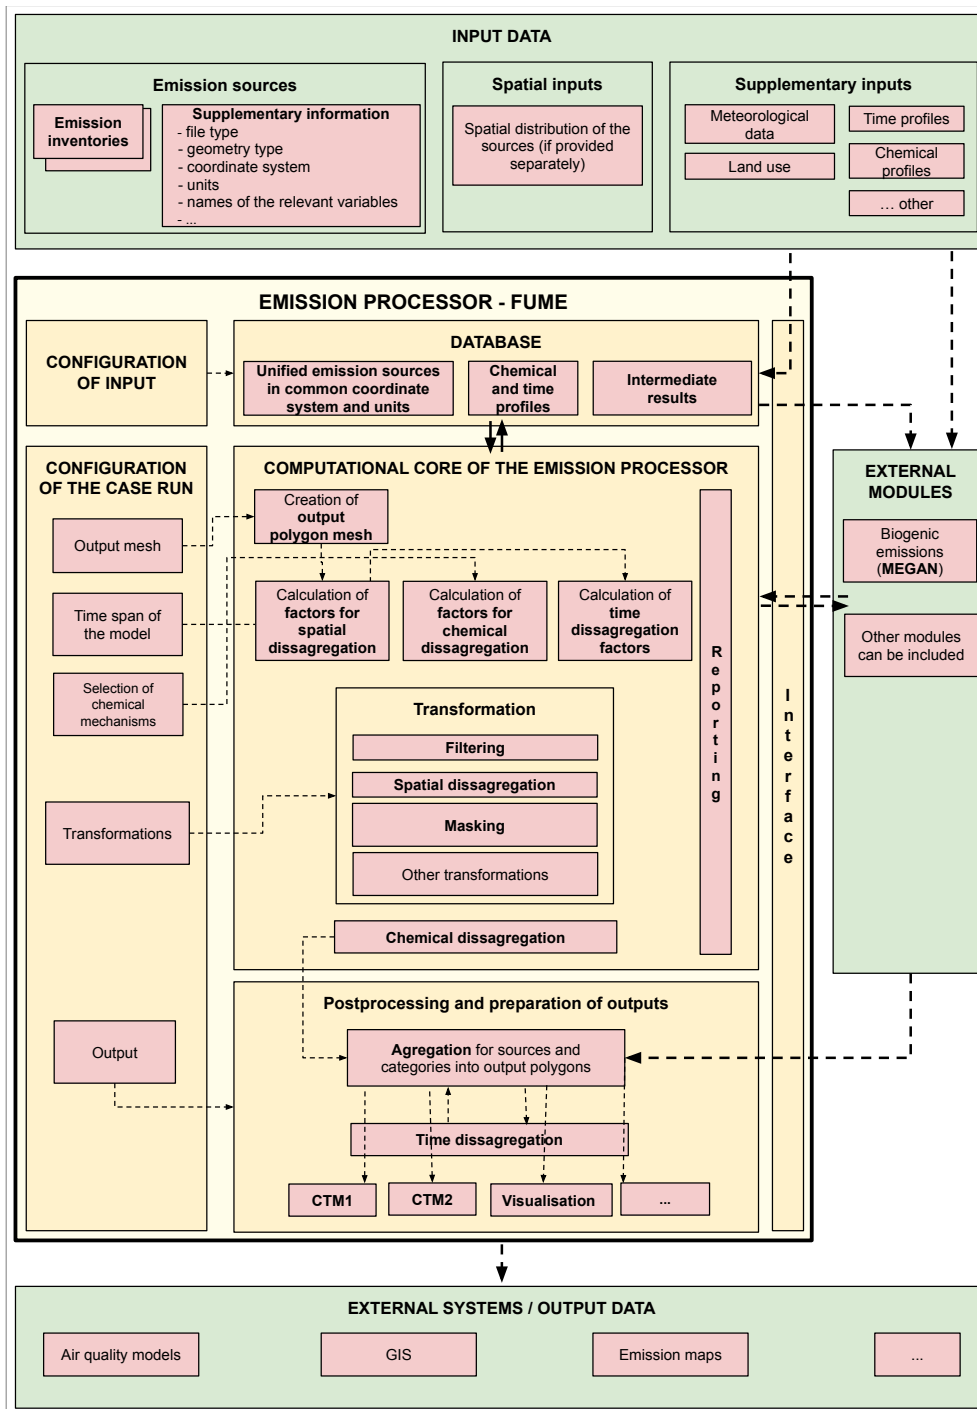 INPUT DATA
Emission sources
Emission
inventories
Supplementary information
- file type
- geometry type
- coordinate system
- units
- names of the relevant variables
- ...
Spatial inputs
Spatial distribution of the
sources (if provided
separately)
Supplementary inputs
Meteorological
data
Land use
Time profiles
Chemical
profiles
... other
EMISSION PROCESSOR - FUME
CONFIGURATION
OF INPUT
DATABASE
Unified emission sources
in common coordinate
system and units
Chemical
and time
profiles
Intermediate
results
CONFIGURATION
OF THE CASE RUN
Output mesh
Time span of
the model
Selection of
chemical
mechanisms
Transformations
Output
COMPUTATIONAL CORE OF THE EMISSION PROCESSOR
Creation of
output
polygon mesh
Calculation of
factors for
spatial
dissagregation
Calculation of
factors for
chemical
dissagregation
Calculation of
time
dissagregation
factors
Transformation
Filtering
Spatial dissagregation
Masking
Other transformations
Chemical dissagregation
Reporting
Interface
EXTERNAL
MODULES
Biogenic
emissions
(MEGAN)
Other modules
can be included
Postprocessing and preparation of outputs
Agregation for sources and
categories into output polygons
Time dissagregation
CTM1
CTM2
Visualisation
...
EXTERNAL SYSTEMS / OUTPUT DATA
Air quality models
GIS
Emission maps
...